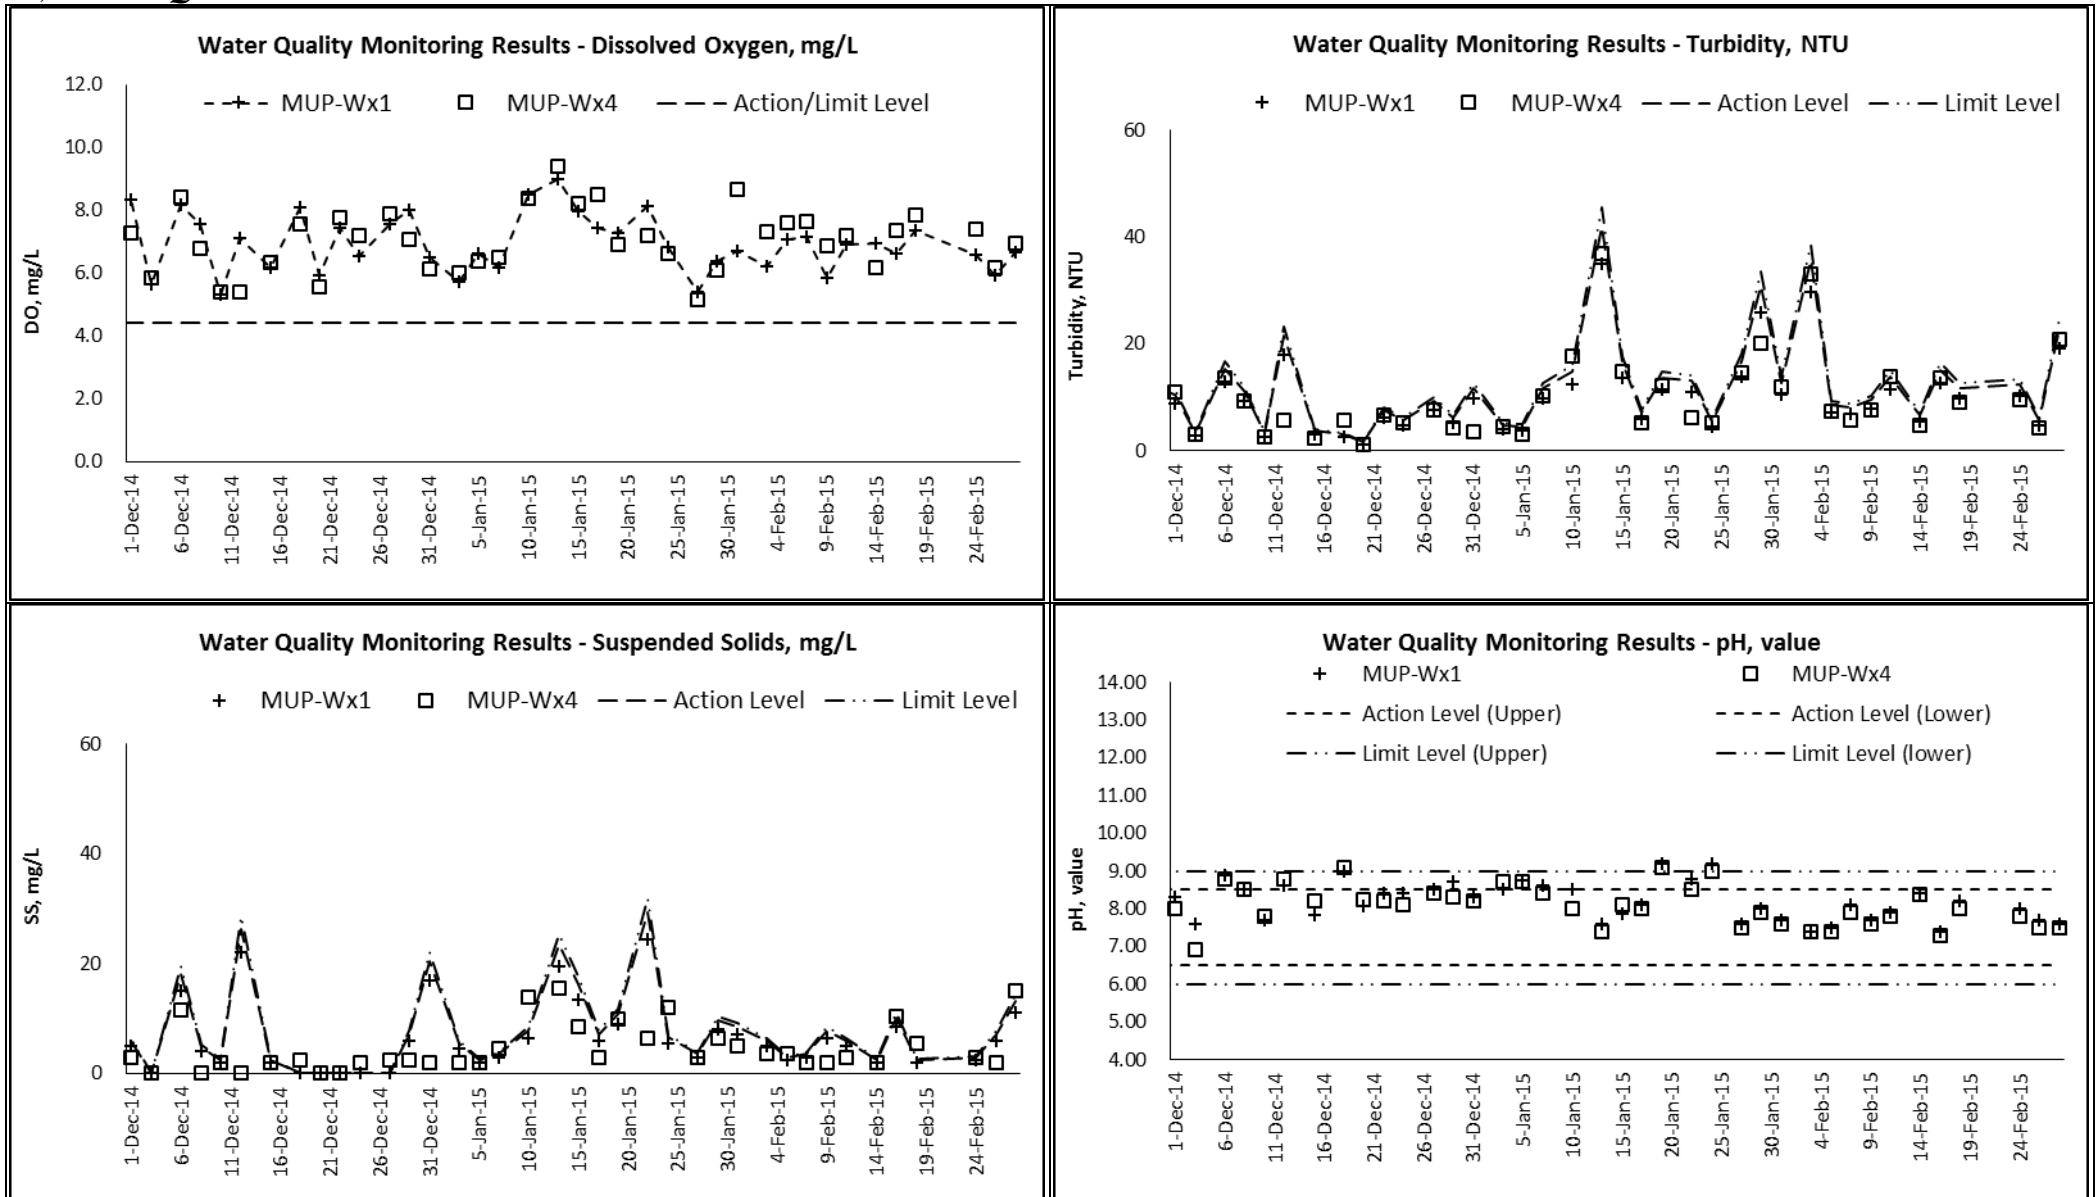 Water Quality Monitoring Results - Dissolved Oxygen, mg/L
MUP-Wx1 MUP-Wx4 Action/Limit Level
DO, mg/L
12.0
10.0
8.0
6.0
4.0
2.0
0.0
1-Dec-14 6-Dec-14 11-Dec-14 16-Dec-14 21-Dec-14 26-Dec-14 31-Dec-14 5-Jan-15 10-Jan-15 15-Jan-15 20-Jan-15 25-Jan-15 30-Jan-15 4-Feb-15 9-Feb-15 14-Feb-15 19-Feb-15 24-Feb-15
Water Quality Monitoring Results - Turbidity, NTU
MUP-Wx1 MUP-Wx4 Action Level Limit Level
Turbidity, NTU
60
40
20
0
1-Dec-14 6-Dec-14 11-Dec-14 16-Dec-14 21-Dec-14 26-Dec-14 31-Dec-14 5-Jan-15 10-Jan-15 15-Jan-15 20-Jan-15 25-Jan-15 30-Jan-15 4-Feb-15 9-Feb-15 14-Feb-15 19-Feb-15 24-Feb-15
Water Quality Monitoring Results - Suspended Solids, mg/L
MUP-Wx1 MUP-Wx4 Action Level Limit Level
SS, mg/L
60
40
20
0
1-Dec-14 6-Dec-14 11-Dec-14 16-Dec-14 21-Dec-14 26-Dec-14 31-Dec-14 5-Jan-15 10-Jan-15 15-Jan-15 20-Jan-15 25-Jan-15 30-Jan-15 4-Feb-15 9-Feb-15 14-Feb-15 19-Feb-15 24-Feb-15
Water Quality Monitoring Results - pH, value
MUP-Wx1 MUP-Wx4
Action Level (Upper) Action Level (Lower)
Limit Level (Upper) Limit Level (lower)
pH, value
14.00
13.00
12.00
11.00
10.00
9.00
8.00
7.00
6.00
5.00
4.00
1-Dec-14 6-Dec-14 11-Dec-14 16-Dec-14 21-Dec-14 26-Dec-14 31-Dec-14 5-Jan-15 10-Jan-15 15-Jan-15 20-Jan-15 25-Jan-15 30-Jan-15 4-Feb-15 9-Feb-15 14-Feb-15 19-Feb-15 24-Feb-15